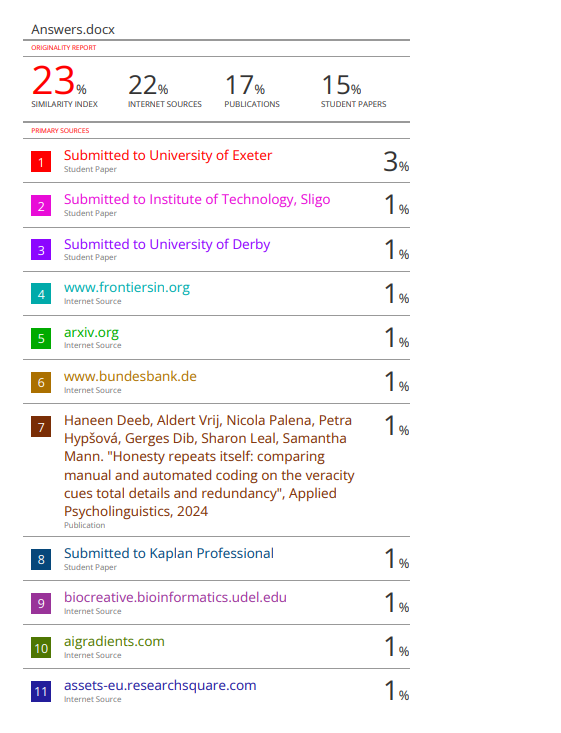 Answers.docx
ORIGINALITY REPORT
23% 22% 17% 15%
SIMILARITY INDEX INTERNET SOURCES PUBLICATIONS STUDENT PAPERS
PRIMARY SOURCES
1 Submitted to University of Exeter 3%
Student Paper
2 Submitted to Institute of Technology, Sligo 1%
Student Paper
3 Submitted to University of Derby 1%
Student Paper
4 www.frontiersin.org 1%
Internet Source
5 arxiv.org 1%
Internet Source
6 www.bundesbank.de 1%
Internet Source
7 Haneen Deeb, Aldert Vrij, Nicola Palena, Petra 1%
Hypšová, Gerges Dib, Sharon Leal, Samantha
Mann. "Honesty repeats itself: comparing
manual and automated coding on the veracity
cues total details and redundancy", Applied
Psycholinguistics, 2024
Publication
8 Submitted to Kaplan Professional 1%
Student Paper
9 biocreative.bioinformatics.udel.edu 1%
Internet Source
10 aigradients.com 1%
Internet Source
11 assets-eu.researchsquare.com 1%
Internet Source